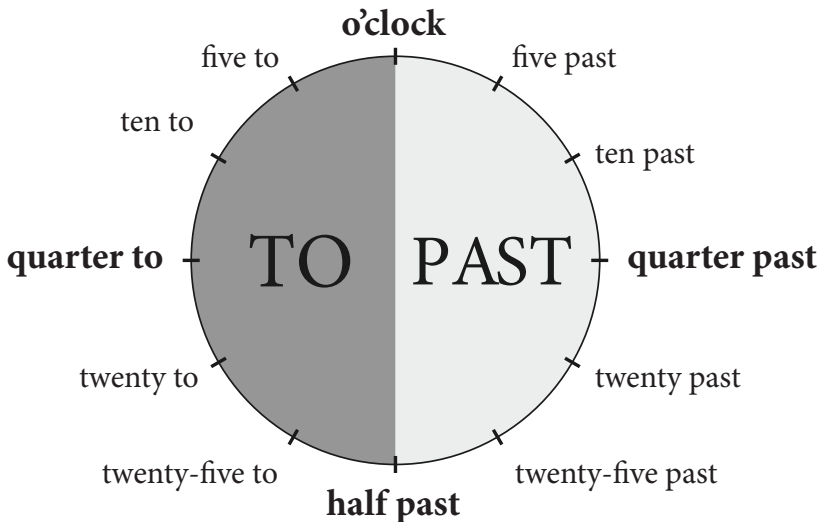 o’clock
five to
five past
ten to
ten past
quarter to
TO
PAST
quarter past
twenty to
twenty past
twenty-five to
twenty-five past
half past